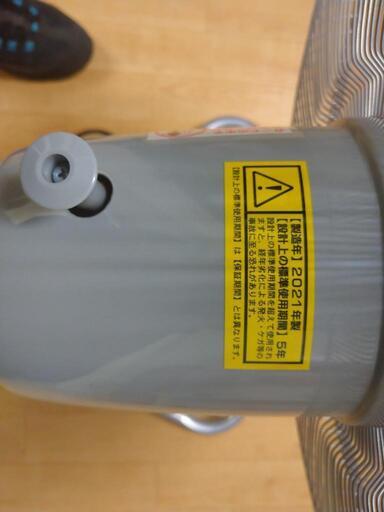 【製造年】2021年製
【設計上の標準使用期間】5年
設計上の標準使用期間を超えて使用され
ますと、経年劣化による発火・ケガ等の
事故に至る恐れがあります。
【設計上の標準使用期間】は【保証期間】とは異なります。